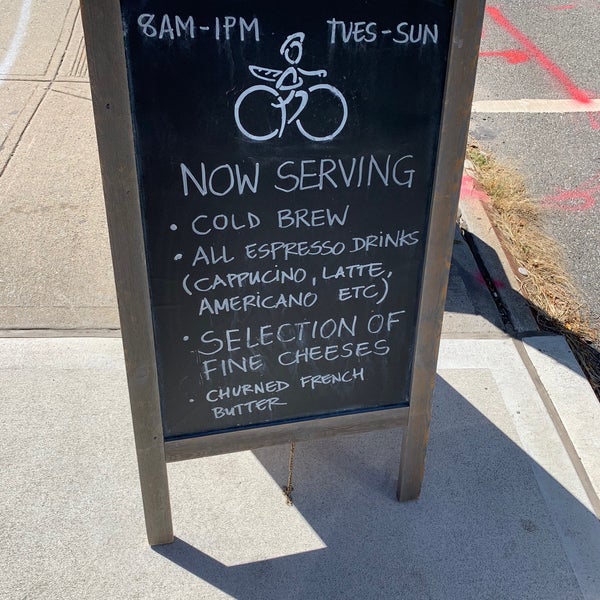 8AM-1PM TUES-SUN
NOW SERVING
• COLD BREW
• ALL ESPRESSO DRINKS
(CAPPUCINO, LATTE,
AMERICANO ETC)
• SELECTION OF
FINE CHEESES
• CHURNED FRENCH
BUTTER